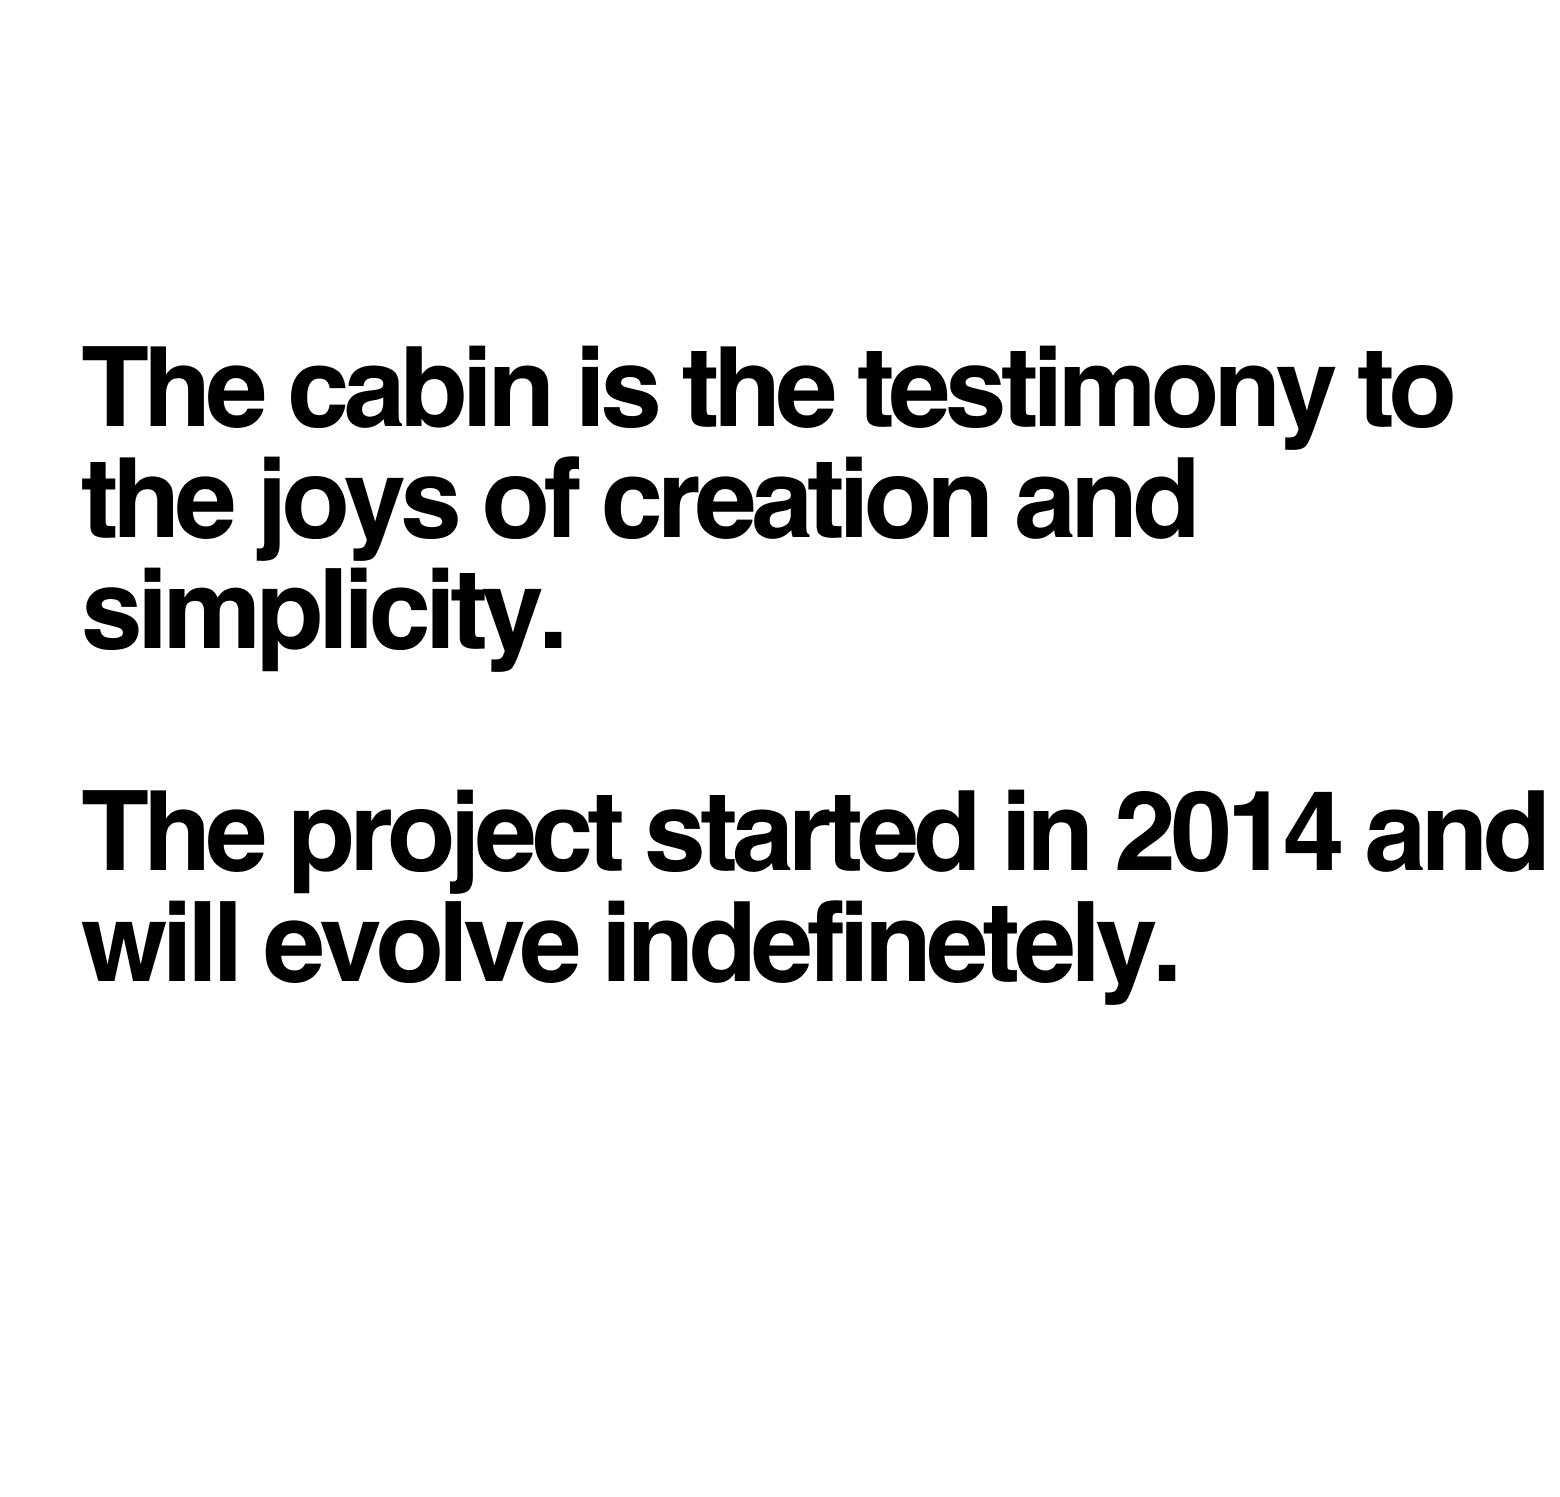 The cabin is the testimony to
the joys of creation and
simplicity.
The project started in 2014 and
will evolve indefinetely.